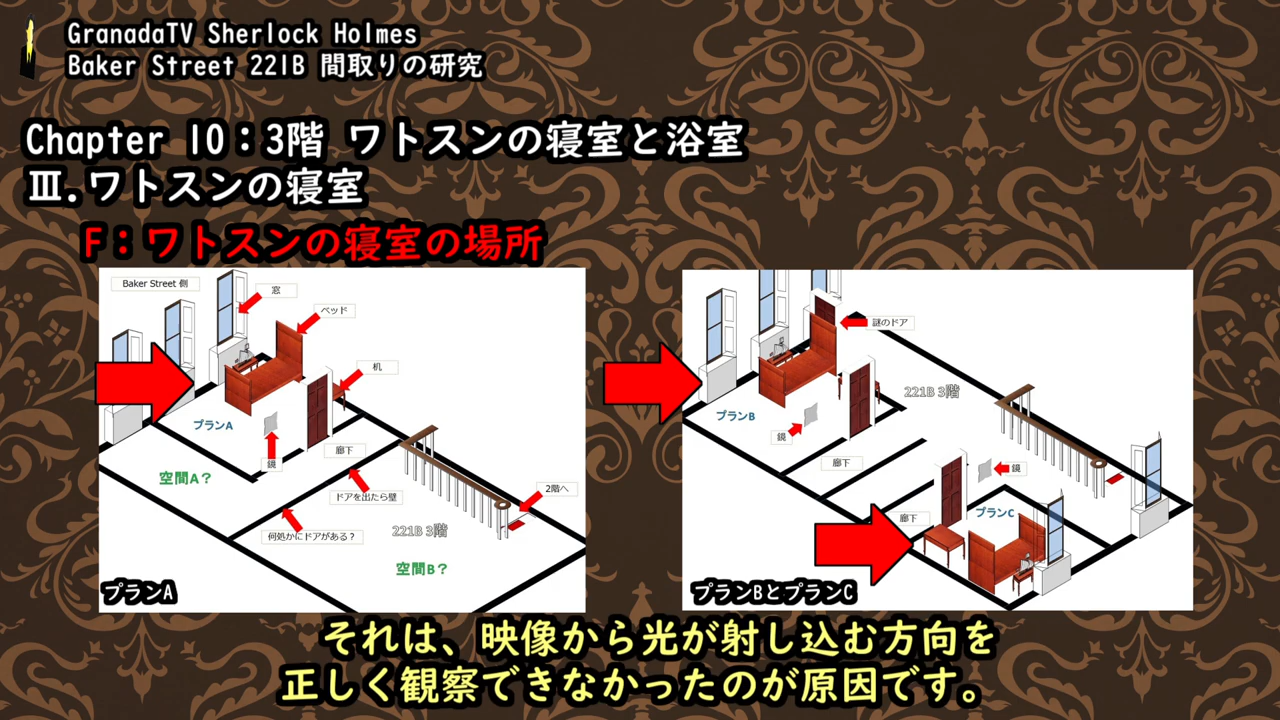 GranadaTV Sherlock Holmes
Baker Street 221B 間取りの研究
Chapter 10：3階 ワトスンの寝室と浴室
Ⅲ.ワトスンの寝室
F：ワトスンの寝室の場所
Baker Street 側
窓
ベッド
机
プランA
鏡
廊下
空間A？
ドアを出たら壁
2階へ
何処かにドアがある？
221B 3階
空間B？
プランA
謎のドア
221B 3階
プランB
鏡
廊下
鏡
プランC
廊下
プランBとプランC
それは、映像から光が射し込む方向を
正しく観察できなかったのが原因です。